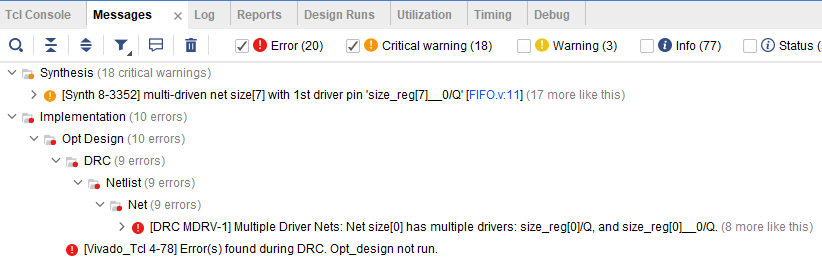 Tcl Console Messages Log Reports Design Runs Utilization Timing Debug
Error (20) Critical warning (18) Warning (3) Info (77) Status (
Synthesis (18 critical warnings)
[Synth 8-3352] multi-driven net size[7] with 1st driver pin 'size_reg[7]__0/Q' [FIFO.v:11] (17 more like this)
Implementation (10 errors)
Opt Design (10 errors)
DRC (9 errors)
Netlist (9 errors)
Net (9 errors)
[DRC MDRV-1] Multiple Driver Nets: Net size[0] has multiple drivers: size_reg[0]/Q, and size_reg[0]__0/Q. (8 more like this)
[Vivado_Tcl 4-78] Error(s) found during DRC. Opt_design not run.